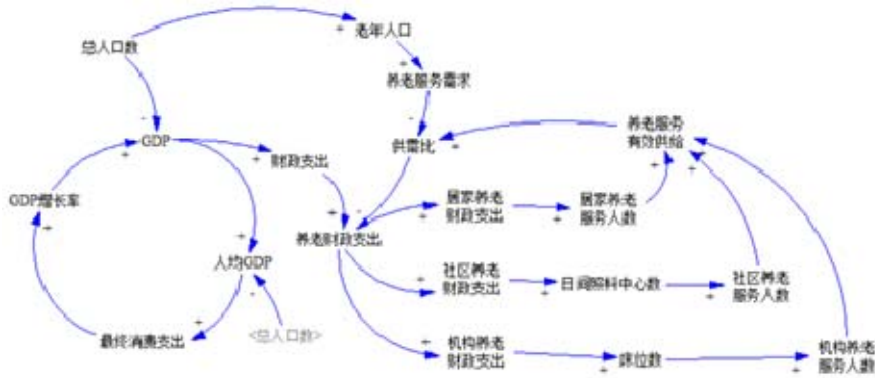 总人口数
老年人口
养老服务需求
养老服务
有效供给
GDP
供需比
财政支出
GDP增长率
居家养老
财政支出
居家养老
服务人数
养老财政支出
人均GDP
社区养老
财政支出
日间照料中心数
社区养老
服务人数
最终消费支出
<总人口数>
机构养老
财政支出
床位数
机构养老
服务人数